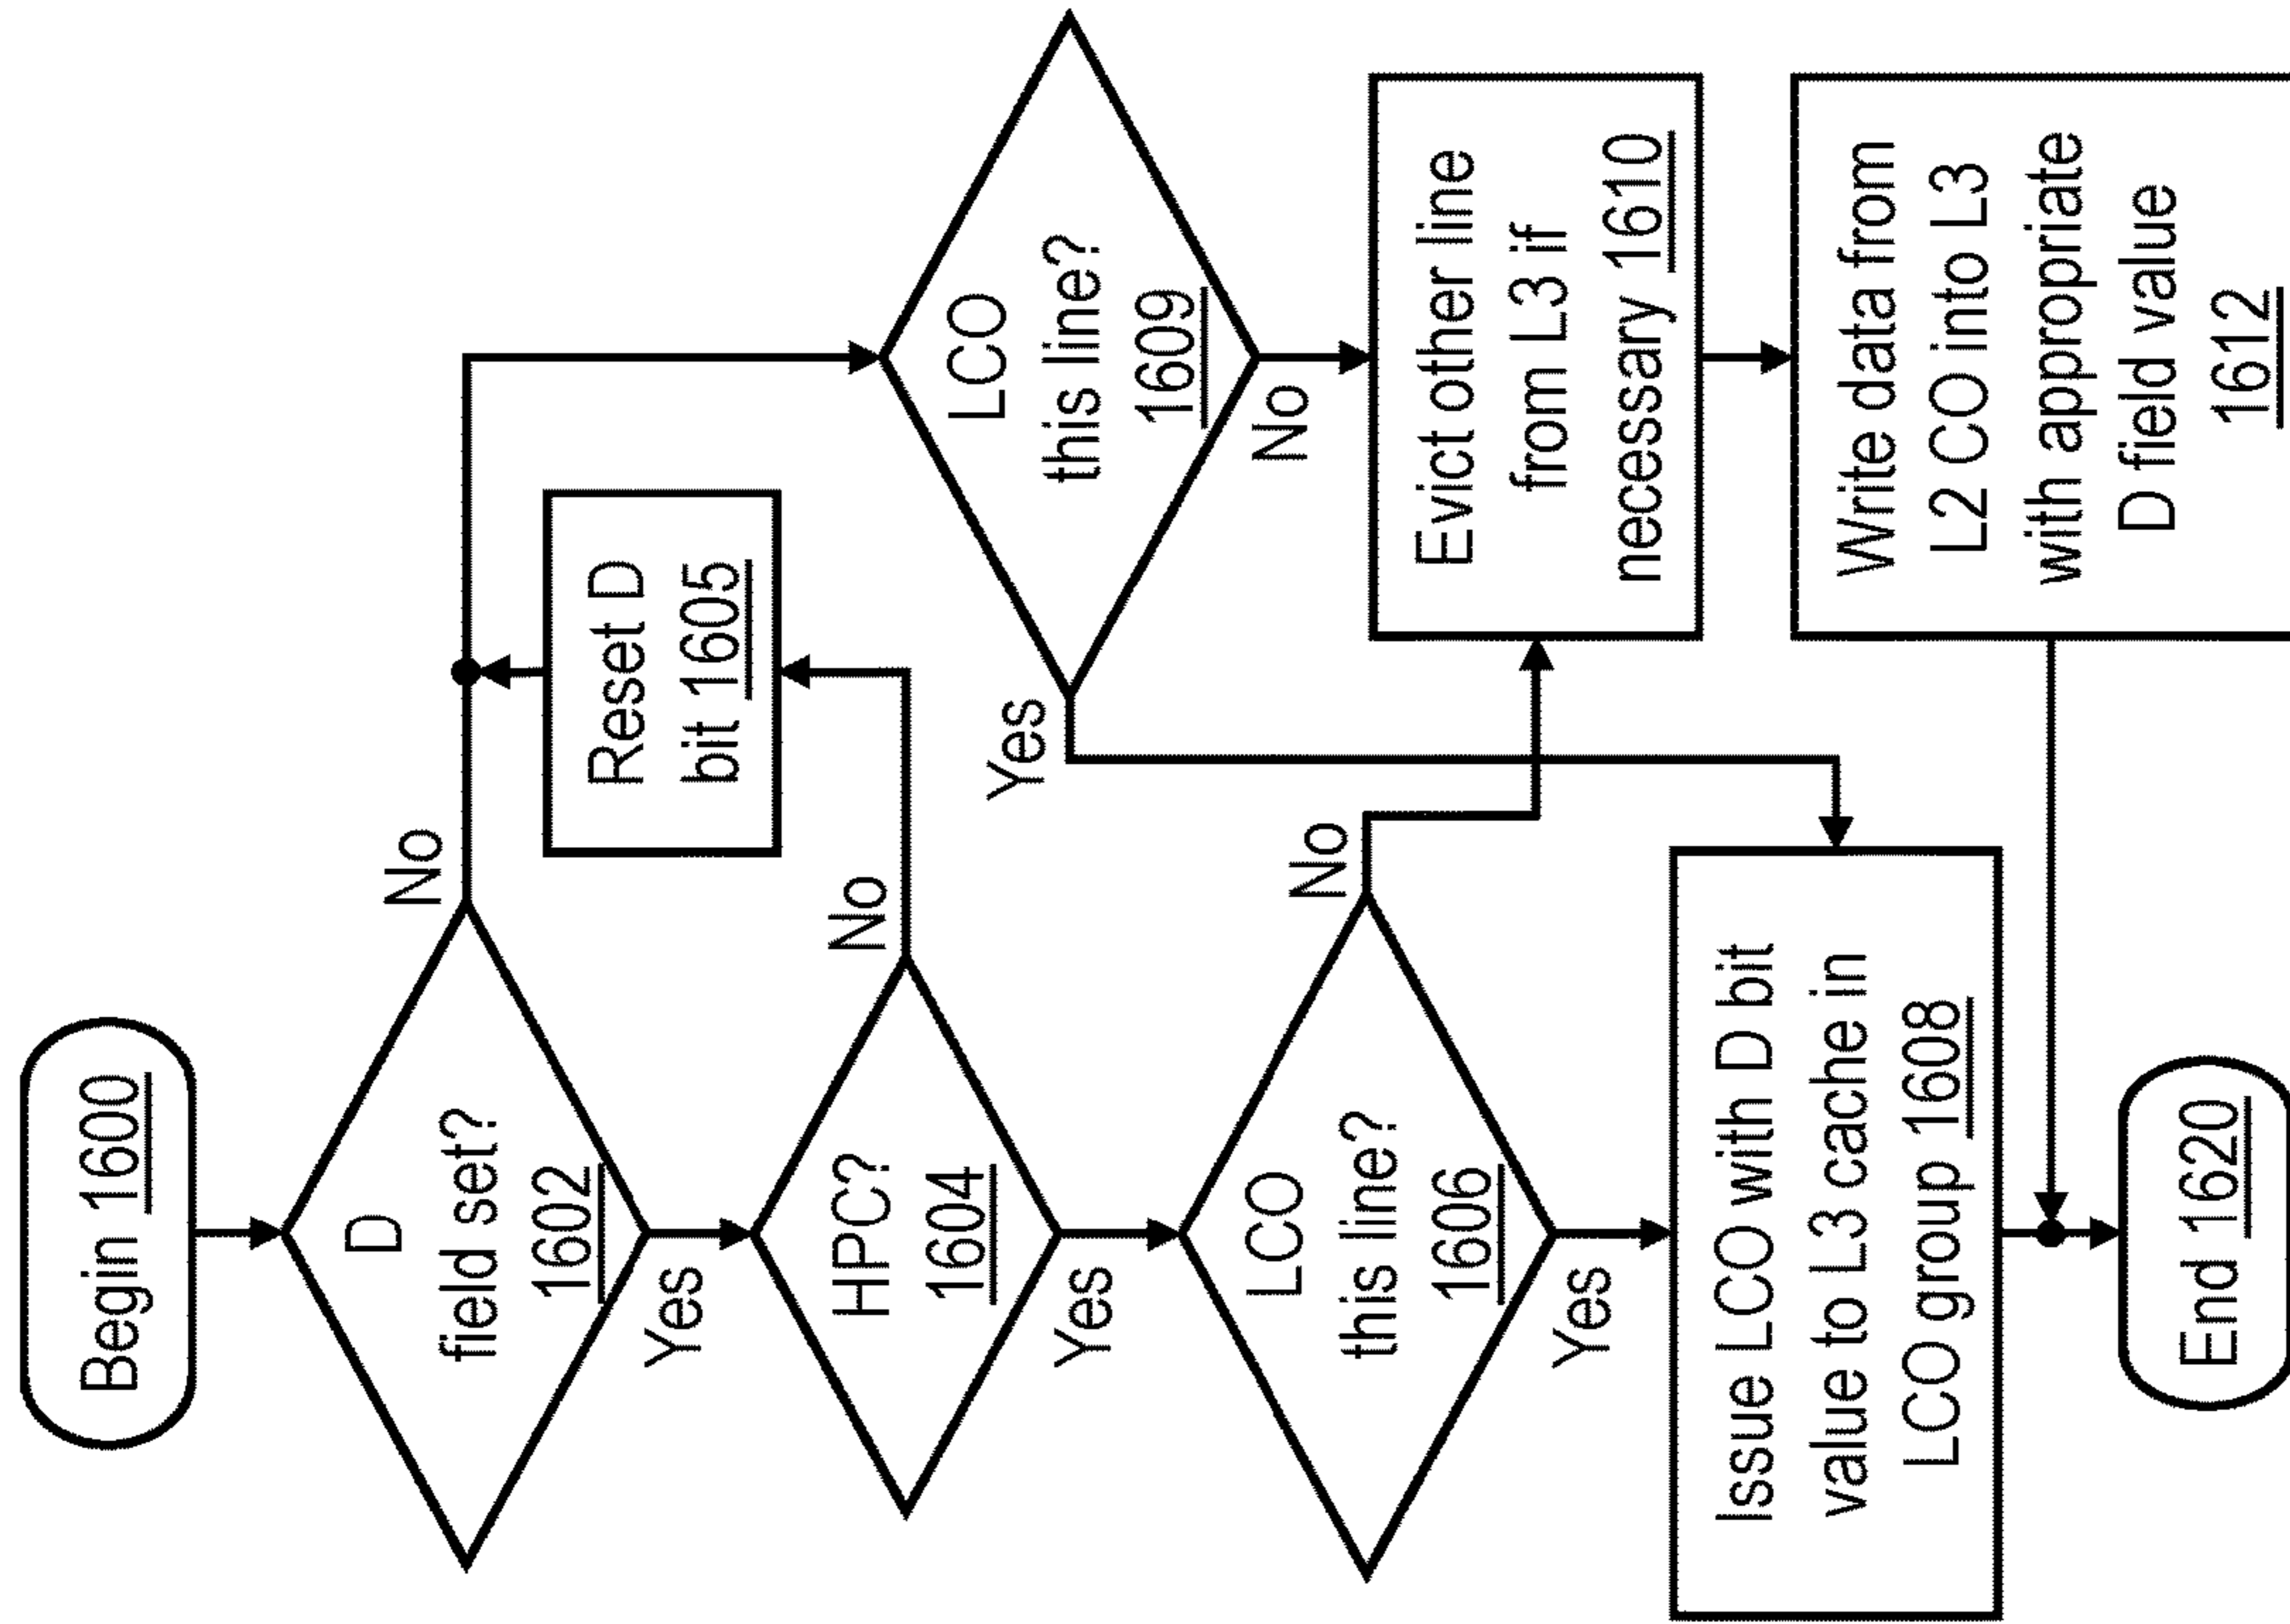 Begin 1600
D
field set?
1602
No
Yes
HPC?
1604
No
Yes
Reset D
bit 1605
LCO
this line?
1606
No
Yes
LCO
this line?
1609
Yes
No
Issue LCO with D bit
value to L3 cache in
LCO group 1608
Evict other line
from L3 if
necessary 1610
Write data from
L2 CO into L3
with appropriate
D field value
1612
End 1620